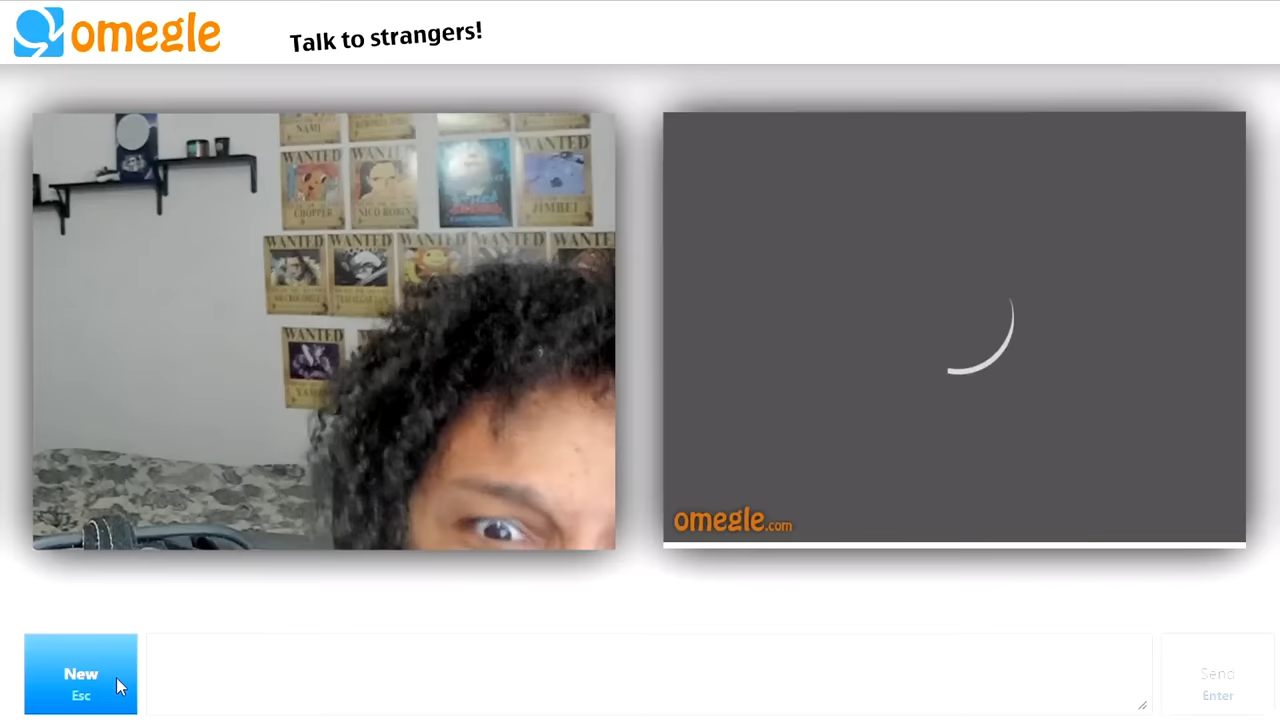 omegle
Talk to strangers!
NAMI
WANTED
WANTED
CHOPPER
NICO ROBIN
JIMBEI
WANTED
WANTED
WANTED
WANTED
WANTED
WANTED
omegle.com
New
Esc
Send
Enter